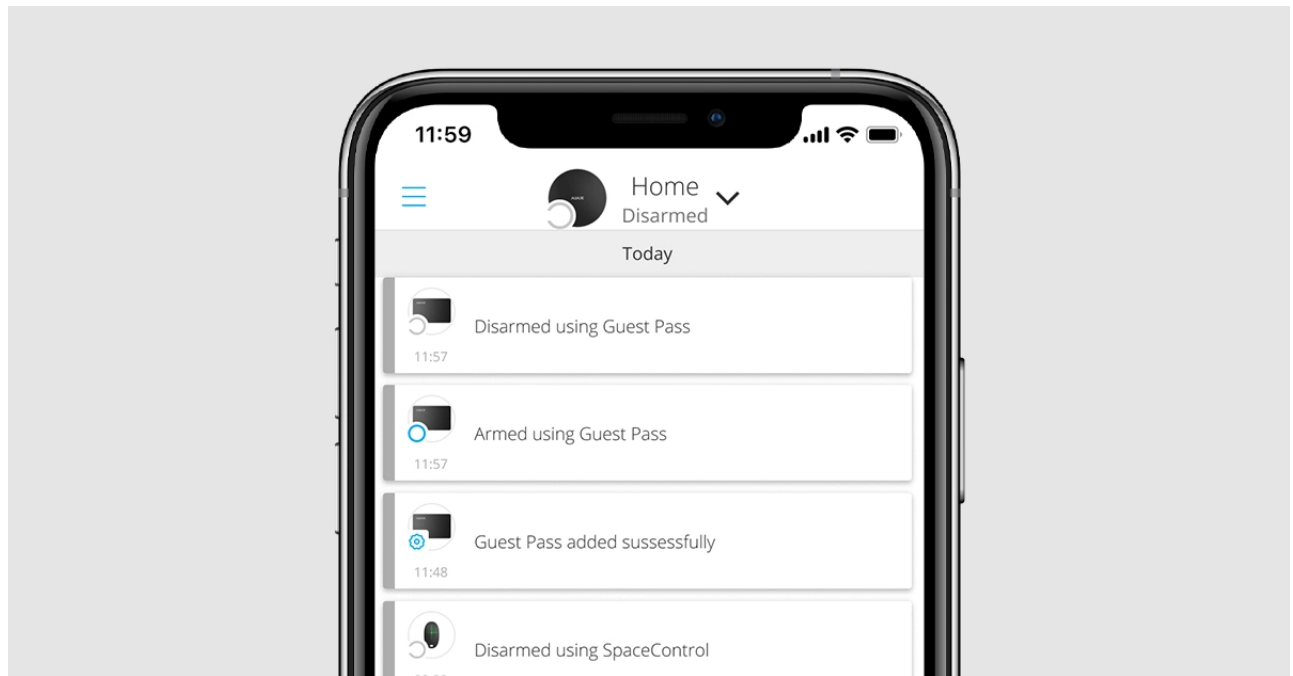 11:59
Home
Disarmed
Today
Disarmed using Guest Pass
11:57
Armed using Guest Pass
11:57
Guest Pass added sussessfully
11:48
Disarmed using SpaceControl